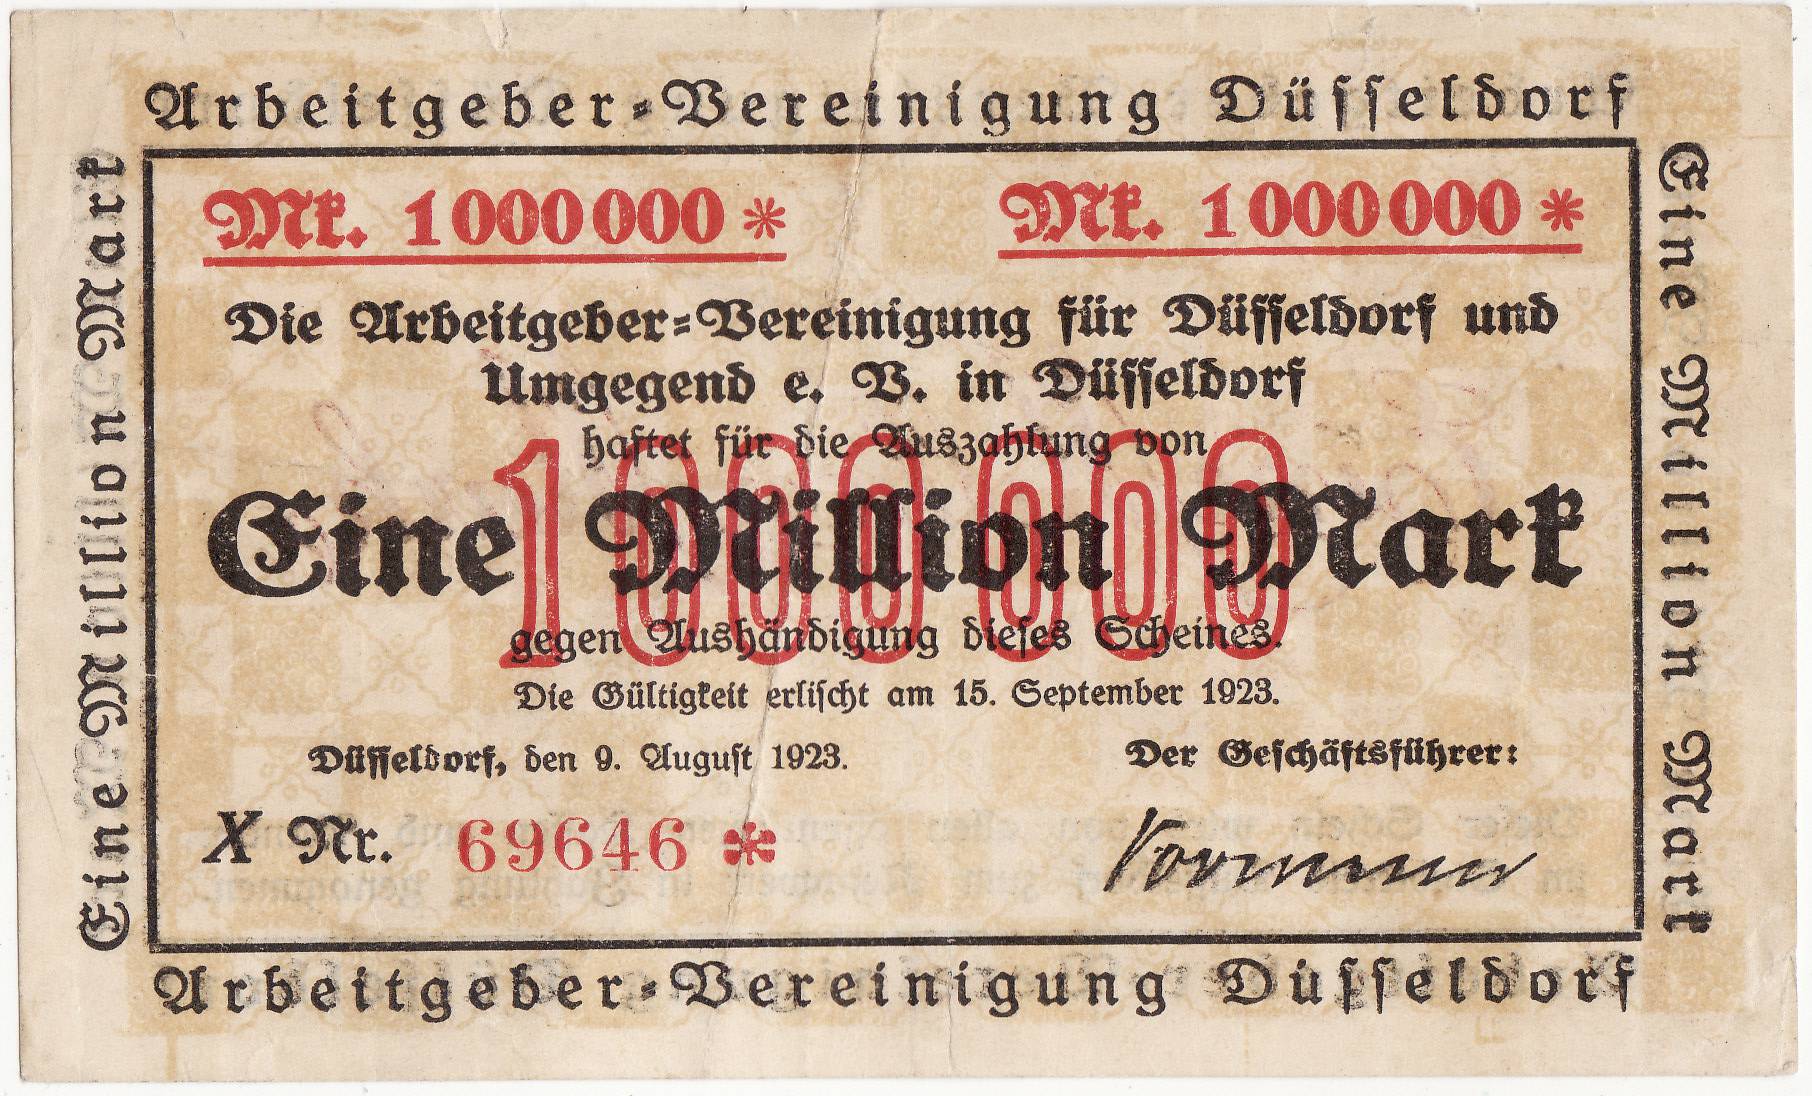 Arbeitgeber-Vereinigung Düsseldorf
Eine Million Mark
Mk. 1000000 *
Mk. 1000000 *
Die Arbeitgeber-Vereinigung für Düsseldorf und
Umgegend e. V. in Düsseldorf
haftet für die Auszahlung von
1000000
Eine Million Mark
gegen Aushändigung dieses Scheines.
Die Gültigkeit erlischt am 15. September 1923.
Düsseldorf, den 9. August 1923.
Der Geschäftsführer:
X Nr. 69646 *
Eine Million Mark
Arbeitgeber-Vereinigung Düsseldorf